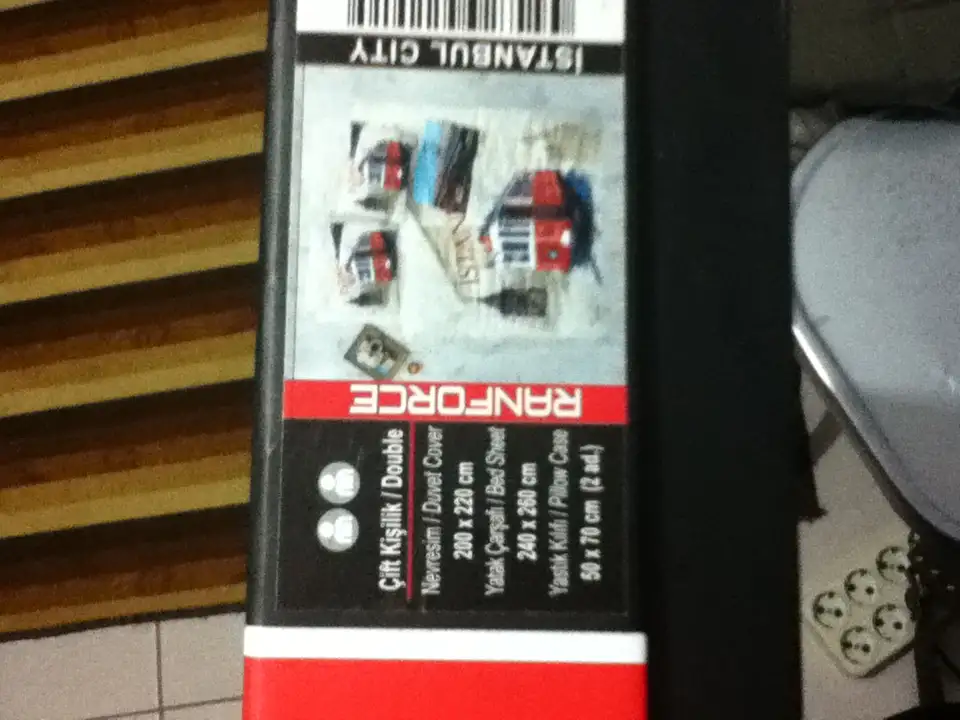 İSTANBUL CITY
RANFORCE
Çift Kişilik / Double
Nevresim / Duvet Cover
200 x 220 cm
Yatak Çarşafı / Bed Sheet
240 x 260 cm
Yastık Kılıfı / Pillow Case
50 x 70 cm (2 ad.)